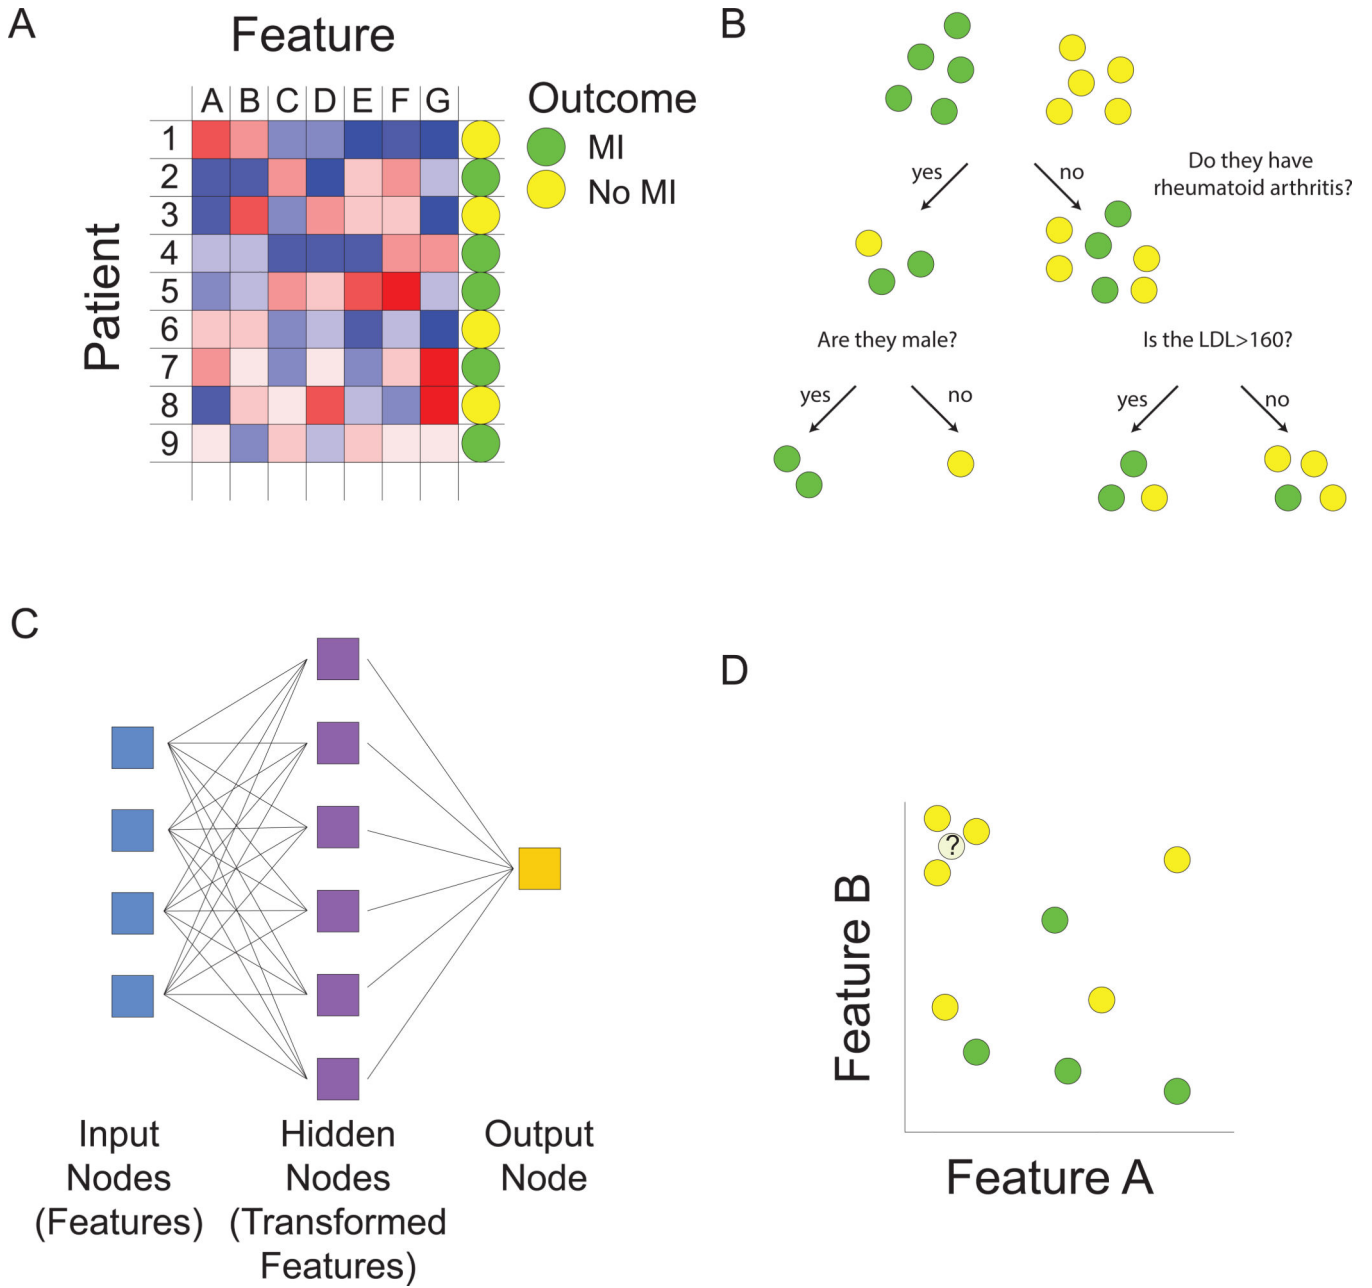 A
Feature
A B C D E F G
Outcome
MI
No MI
Patient
1
2
3
4
5
6
7
8
9
B
yes
no
Do they have
rheumatoid arthritis?
Are they male?
Is the LDL>160?
yes
no
yes
no
C
Input
Nodes
(Features)
Hidden
Nodes
(Transformed
Features)
Output
Node
D
?
Feature B
Feature A